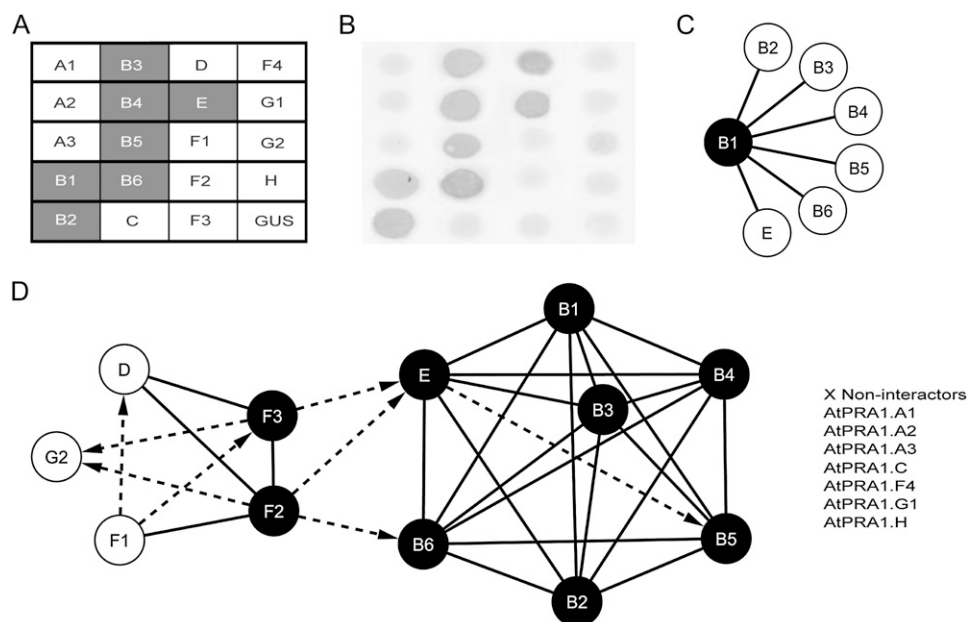 A
B
C
A1 B3 D F4
A2 B4 E G1
A3 B5 F1 G2
B1 B6 F2 H
B2 C F3 GUS
B2
B3
B1
B4
B5
B6
E
D
B1
D
E
B4
F3
B3
G2
F2
F1
B6
B5
B2
X Non-interactors
AtPRA1.A1
AtPRA1.A2
AtPRA1.A3
AtPRA1.C
AtPRA1.F4
AtPRA1.G1
AtPRA1.H